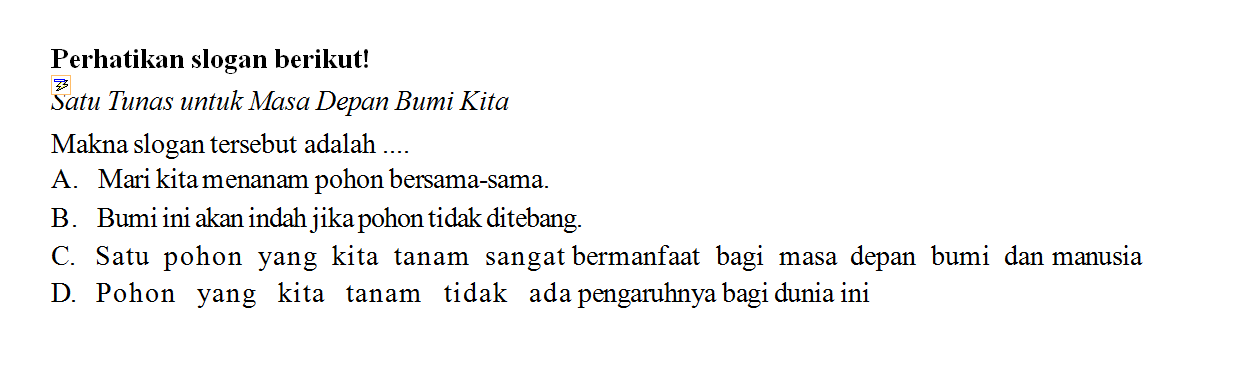 Perhatikan slogan berikut!
Satu Tunas untuk Masa Depan Bumi Kita
Makna slogan tersebut adalah ....
A. Mari kita menanam pohon bersama-sama.
B. Bumi ini akan indah jika pohon tidak ditebang.
C. Satu pohon yang kita tanam sangat bermanfaat bagi masa depan bumi dan manusia
D. Pohon yang kita tanam tidak ada pengaruhnya bagi dunia ini